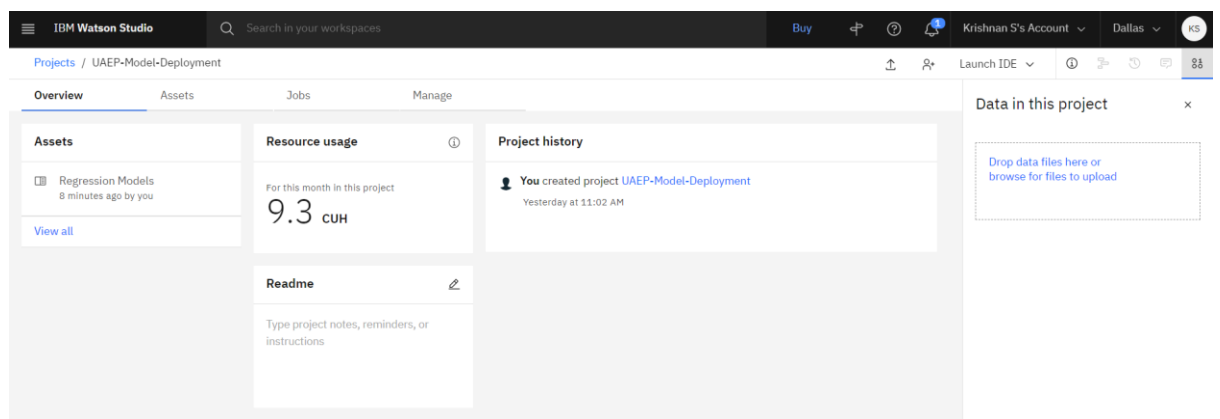 IBM Watson Studio
Search in your workspaces
Buy
1
Krishnan S's Account
Dallas
KS
Projects / UAEP-Model-Deployment
Launch IDE
Overview
Assets
Jobs
Manage
Assets
Regression Models
8 minutes ago by you
View all
Resource usage
For this month in this project
9.3 CUH
Readme
Type project notes, reminders, or
instructions
Project history
You created project UAEP-Model-Deployment
Yesterday at 11:02 AM
Data in this project
Drop data files here or
browse for files to upload